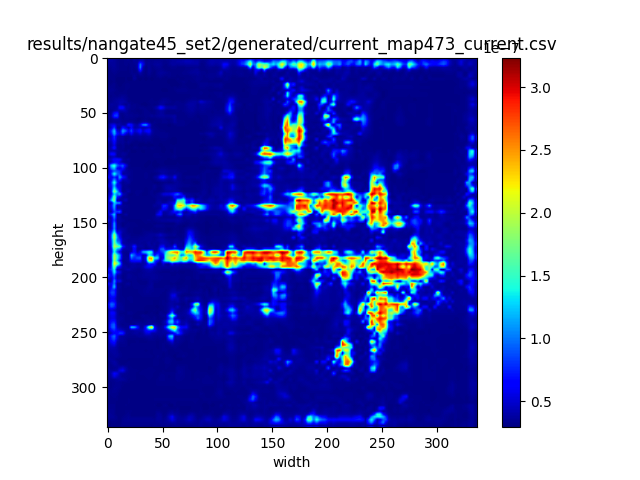 results/nangate45_set2/generated/current_map473_current.csv
1e−7
0
50
100
150
200
250
300
height
0 50 100 150 200 250 300
width
3.0
2.5
2.0
1.5
1.0
0.5